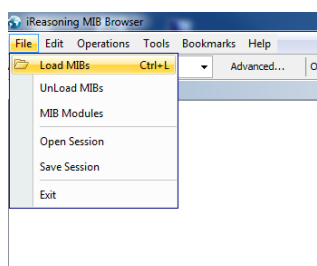 iReasoning MIB Browser
File Edit Operations Tools Bookmarks Help
Load MIBs Ctrl+L
Advanced...
UnLoad MIBs
MIB Modules
Open Session
Save Session
Exit